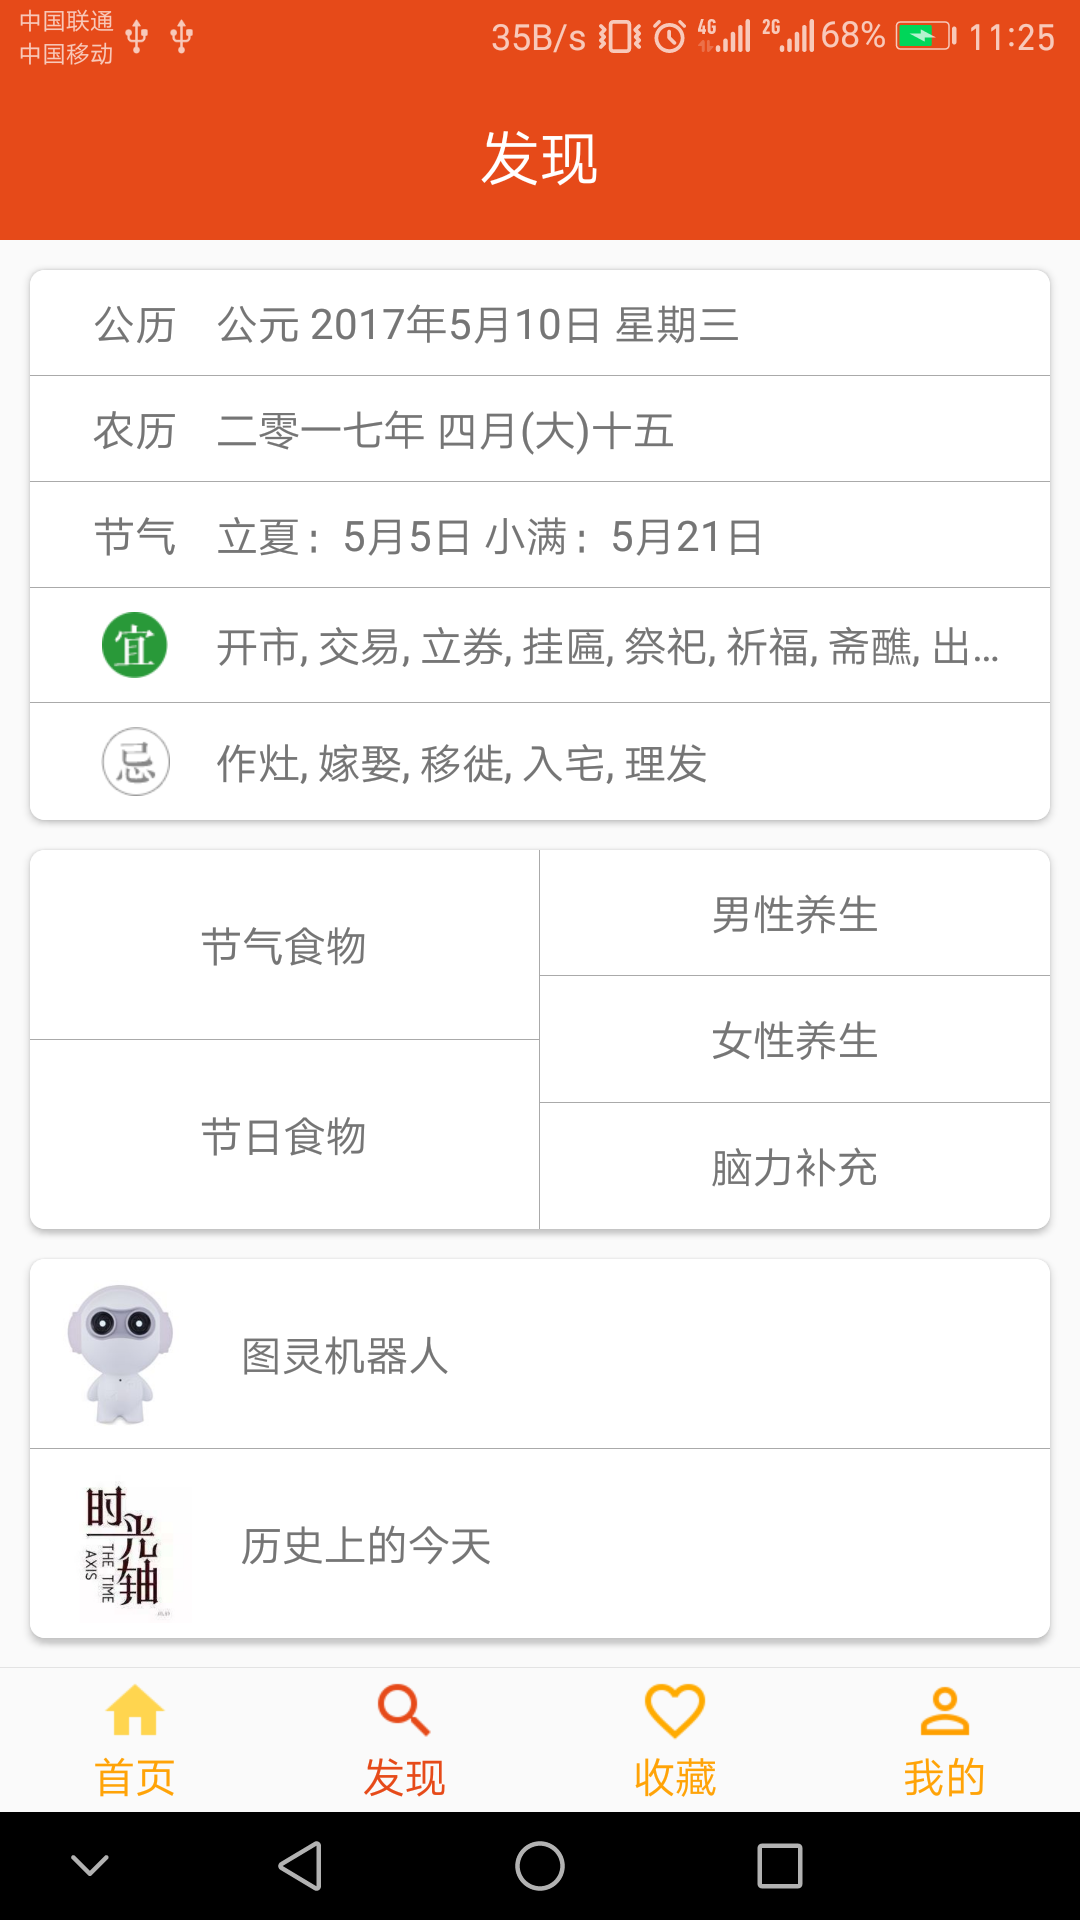 中国联通
中国移动
35B/s 4G 2G 68% 11:25
发现
公历 公元 2017年5月10日 星期三
农历 二零一七年 四月(大)十五
节气 立夏：5月5日 小满：5月21日
宜 开市, 交易, 立券, 挂匾, 祭祀, 祈福, 斋醮, 出...
忌 作灶, 嫁娶, 移徙, 入宅, 理发
节气食物
节日食物
男性养生
女性养生
脑力补充
图灵机器人
时光轴
THE TIME
AXIS
历史上的今天
首页 发现 收藏 我的